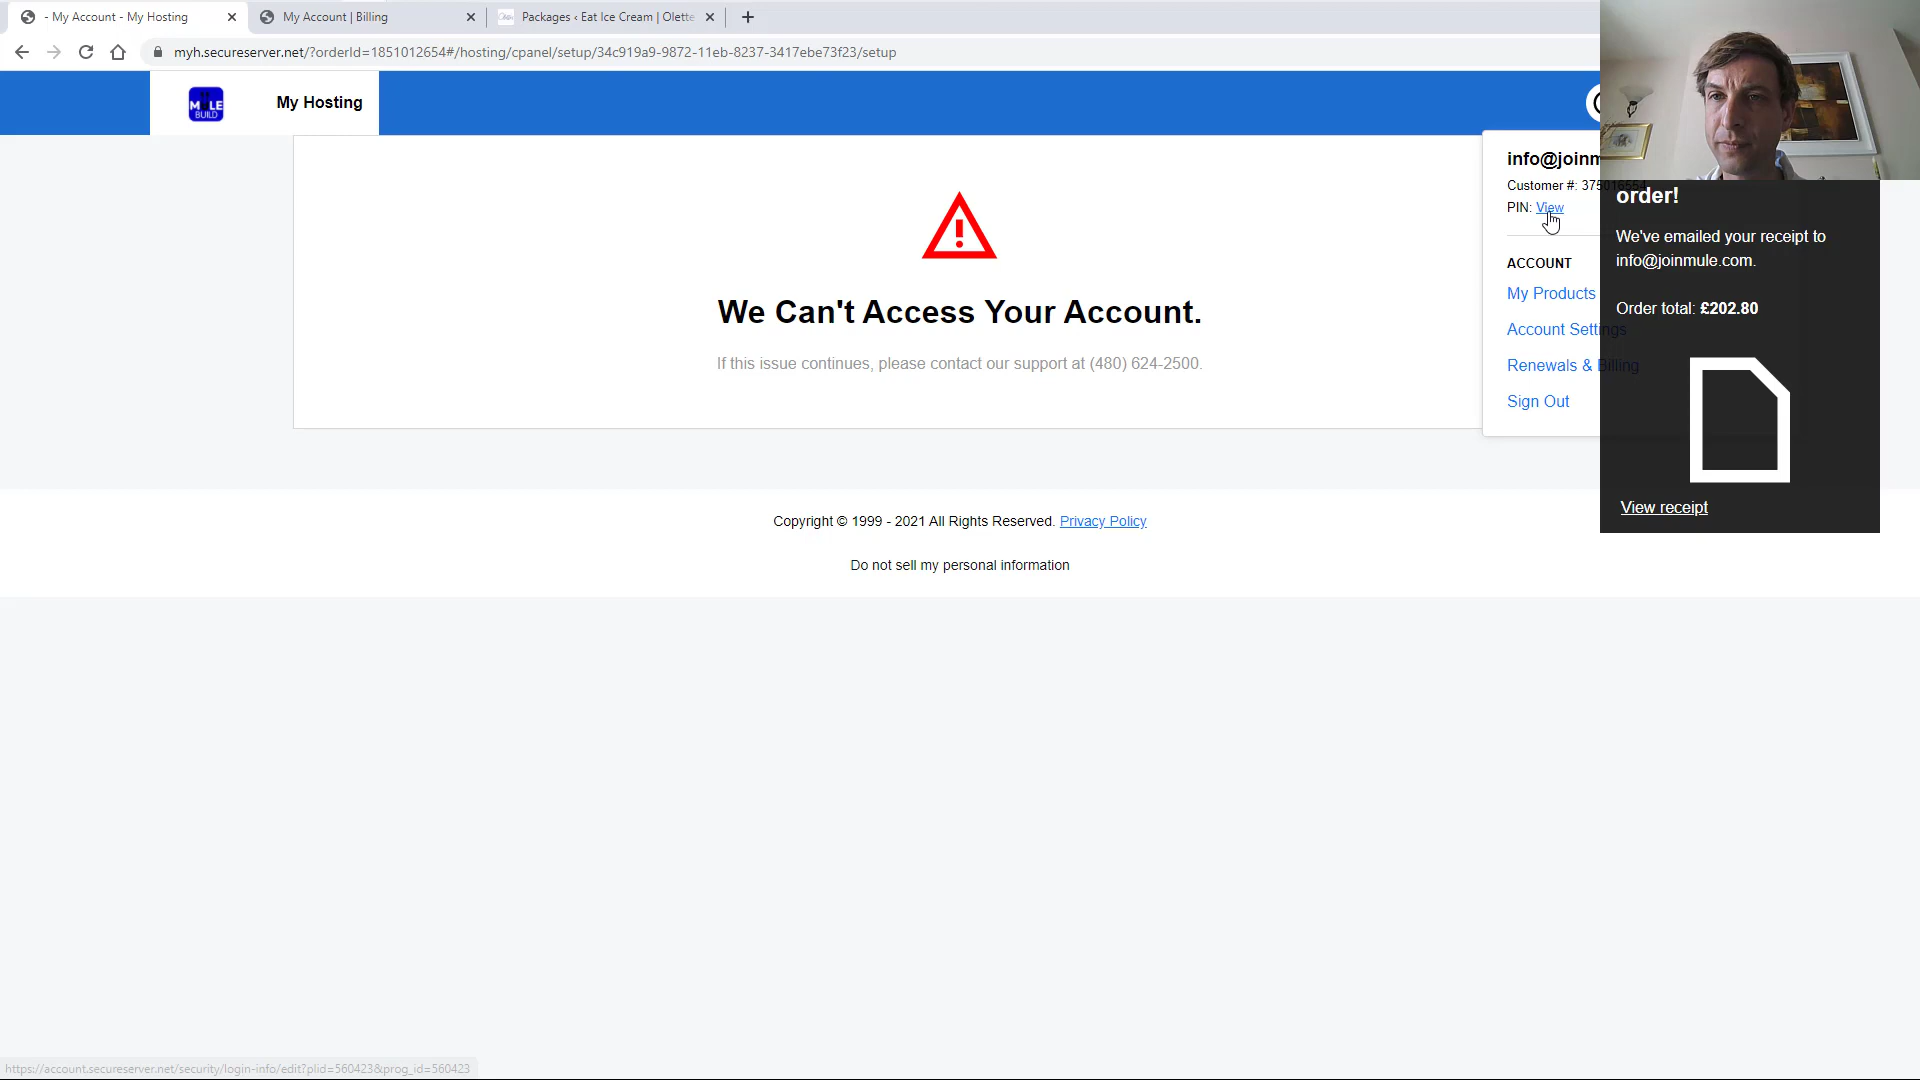 - My Account - My Hosting
My Account | Billing
Packages ‹ Eat Ice Cream | Olette
myh.secureserver.net/?orderId=1851012654#/hosting/cpanel/setup/34c919a9-9872-11eb-8237-3417ebe73f23/setup
MULE
BUILD
My Hosting
info@joinm
Customer #: 375016554
PIN: View
ACCOUNT
My Products
Account Settings
Renewals & Billing
Sign Out
order!
We've emailed your receipt to
info@joinmule.com.
Order total: £202.80
View receipt
We Can't Access Your Account.
If this issue continues, please contact our support at (480) 624-2500.
Copyright © 1999 - 2021 All Rights Reserved. Privacy Policy
Do not sell my personal information
https://account.secureserver.net/security/login-info/edit?plid=560423&prog_id=560423